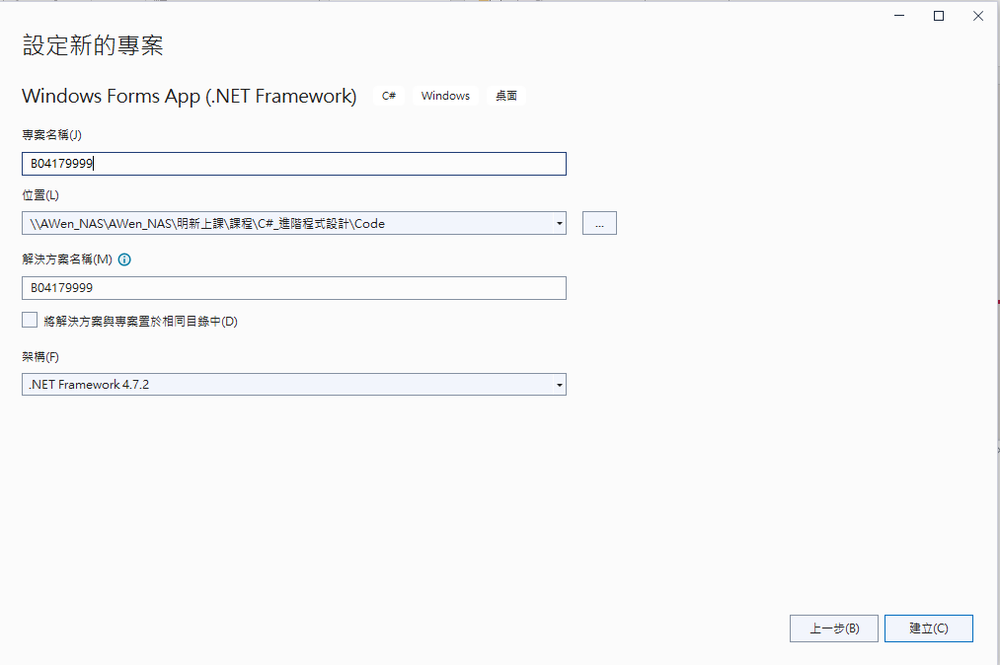 設定新的專案
Windows Forms App (.NET Framework) C# Windows 桌面
專案名稱(J)
B04179999
位置(L)
\\AWen_NAS\AWen_NAS\明新上課\課程\C#_進階程式設計\Code
...
解決方案名稱(M)
B04179999
將解決方案與專案置於相同目錄中(D)
架構(F)
.NET Framework 4.7.2
上一步(B) 建立(C)